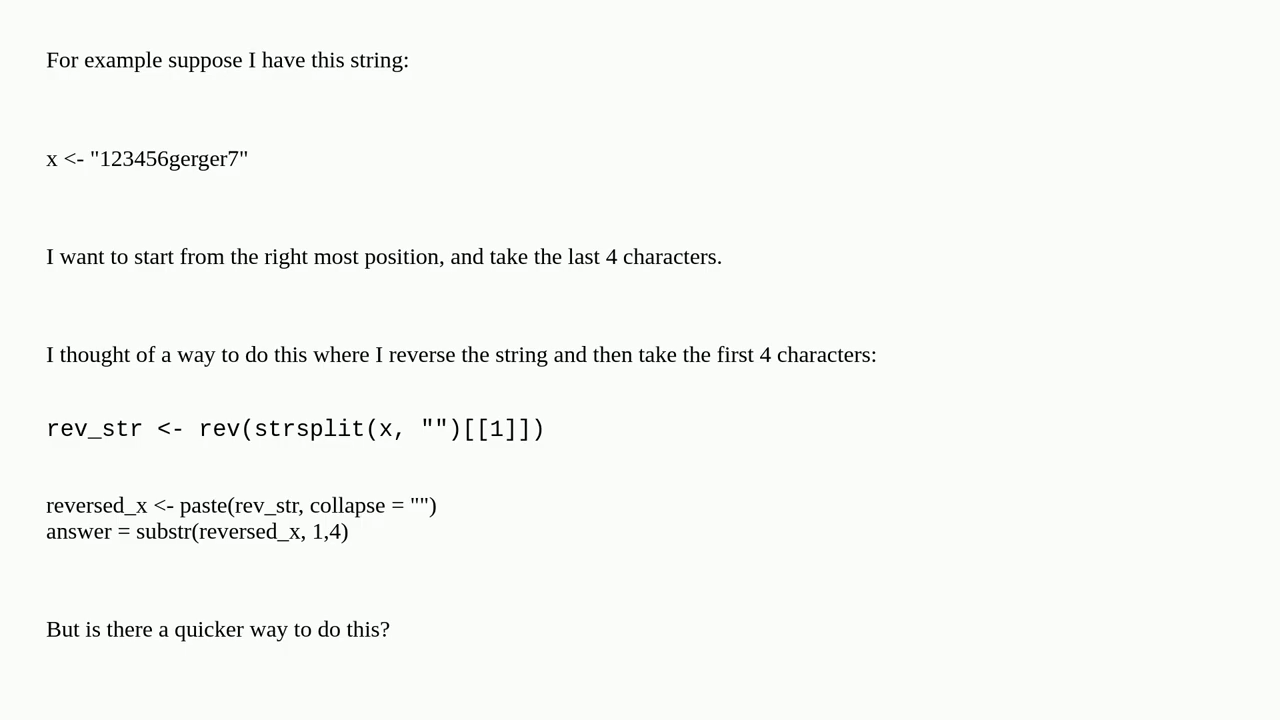 For example suppose I have this string:
x <- "123456gerger7"
I want to start from the right most position, and take the last 4 characters.
I thought of a way to do this where I reverse the string and then take the first 4 characters:
rev_str <- rev(strsplit(x, "")[[1]])
reversed_x <- paste(rev_str, collapse = "")
answer = substr(reversed_x, 1,4)
But is there a quicker way to do this?